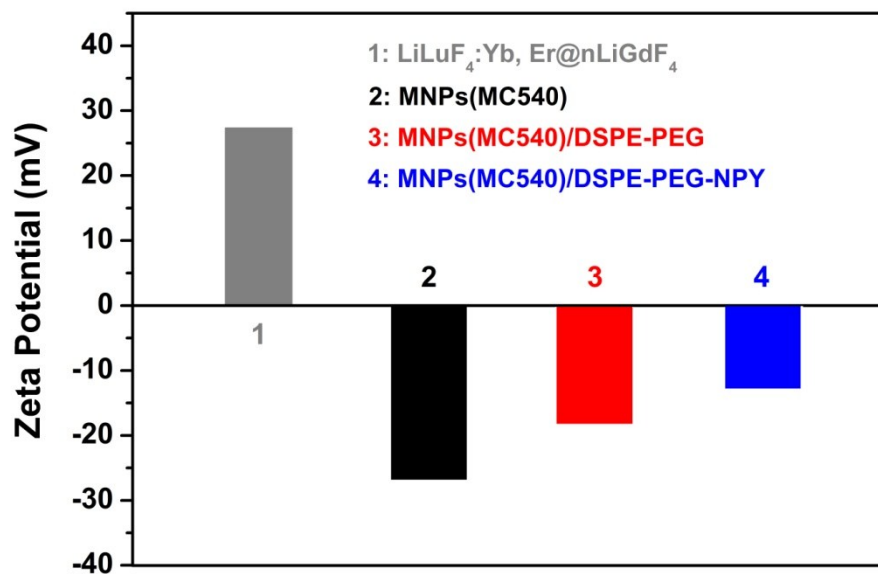 40
30
20
10
0
-10
-20
-30
-40
Zeta Potential (mV)
1: LiLuF₄:Yb, Er@nLiGdF₄
2: MNPs(MC540)
3: MNPs(MC540)/DSPE-PEG
4: MNPs(MC540)/DSPE-PEG-NPY
1
2
3
4